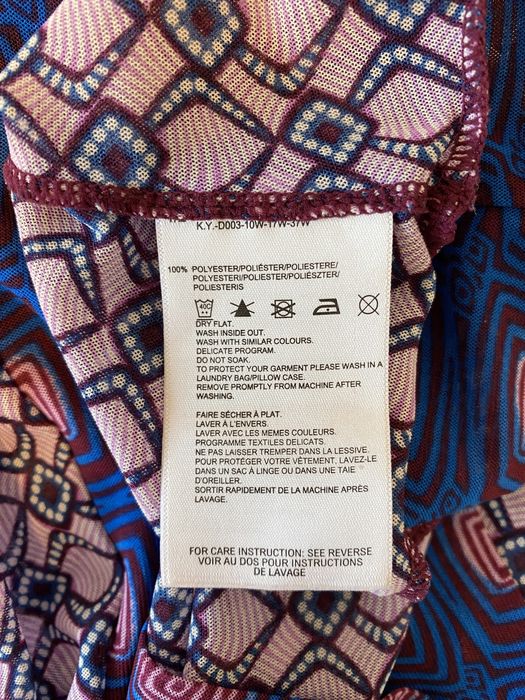 K.Y.-D003-10W-17W-37W
100% POLYESTER/POLIÉSTER/POLIESTERE/
POLYESTERI/POLIESTER/POLIÉSZTER/
POLIESTERIS
40C
DRY FLAT.
WASH INSIDE OUT.
WASH WITH SIMILAR COLOURS.
DELICATE PROGRAM.
DO NOT SOAK.
TO PROTECT YOUR GARMENT PLEASE WASH IN A
LAUNDRY BAG/PILLOW CASE.
REMOVE PROMPTLY FROM MACHINE AFTER
WASHING.
FAIRE SÉCHER À PLAT.
LAVER À L'ENVERS.
LAVER AVEC LES MEMES COULEURS.
PROGRAMME TEXTILES DELICATS.
NE PAS LAISSER TREMPER DANS LA LESSIVE.
POUR PROTÉGER VOTRE VÊTEMENT, LAVEZ-LE
DANS UN SAC À LINGE OU DANS UNE TAIE
D'OREILLER.
SORTIR RAPIDEMENT DE LA MACHINE APRÈS
LAVAGE.
FOR CARE INSTRUCTION: SEE REVERSE
VOIR AU DOS POUR INSTRUCTIONS
DE LAVAGE